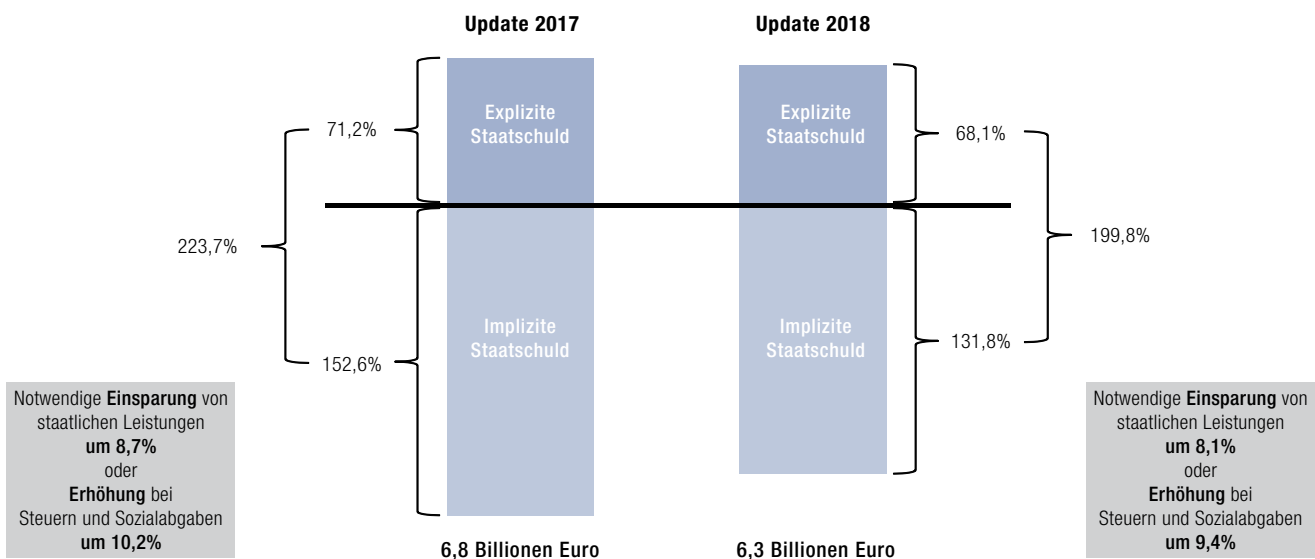 Update 2017
Update 2018
Explizite
Staatschuld
Explizite
Staatschuld
71,2%
68,1%
223,7%
199,8%
Implizite
Staatschuld
Implizite
Staatschuld
152,6%
131,8%
Notwendige Einsparung von
staatlichen Leistungen
um 8,7%
oder
Erhöhung bei
Steuern und Sozialabgaben
um 10,2%
Notwendige Einsparung von
staatlichen Leistungen
um 8,1%
oder
Erhöhung bei
Steuern und Sozialabgaben
um 9,4%
6,8 Billionen Euro
6,3 Billionen Euro